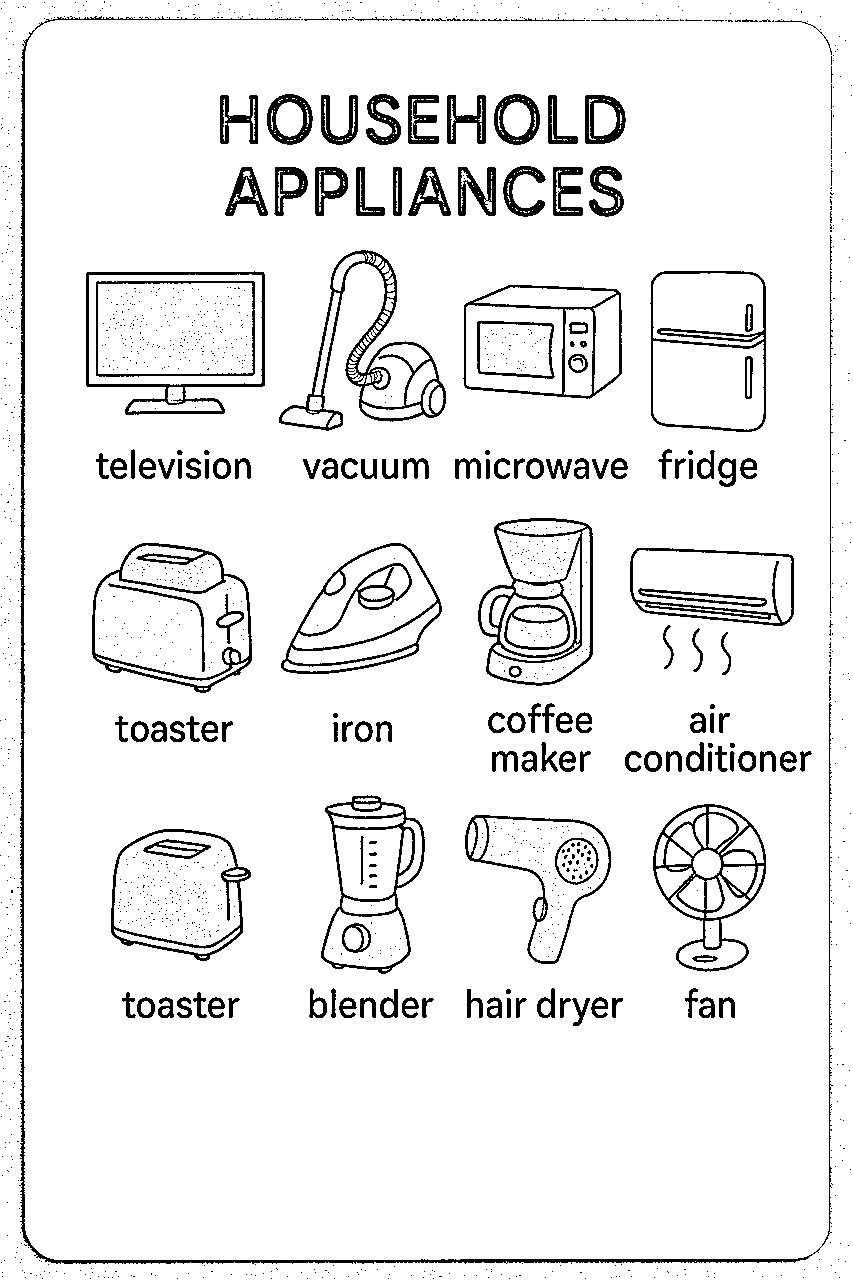 HOUSEHOLD
APPLIANCES
television vacuum microwave fridge
toaster iron coffee maker air conditioner
toaster blender hair dryer fan